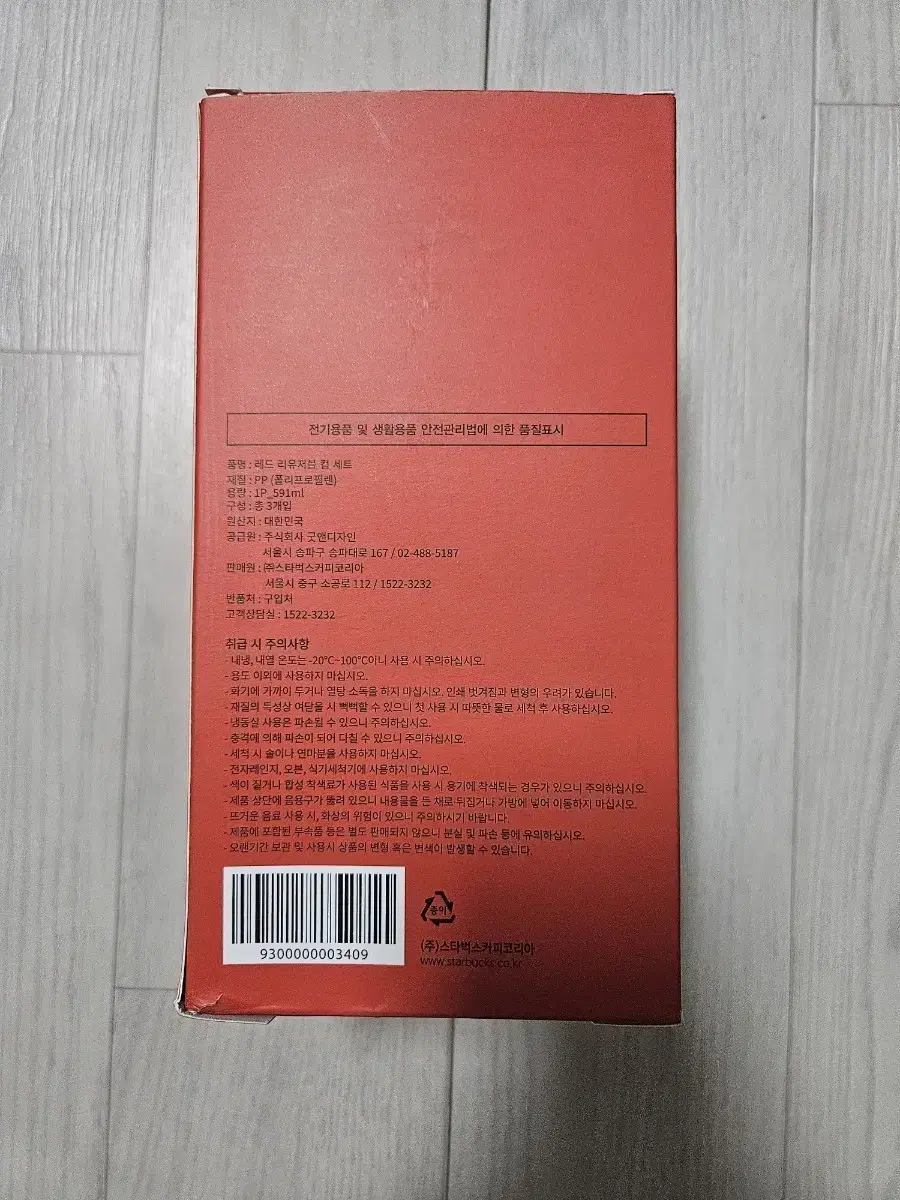 전기용품 및 생활용품 안전관리법에 의한 품질표시
품명 : 레드 리유저블 컵 세트
재질 : PP (폴리프로필렌)
용량 : 1P_591ml
구성 : 총 3개입
원산지 : 대한민국
공급원 : 주식회사 굿앤디자인
서울시 송파구 송파대로 167 / 02-488-5187
판매원 : ㈜스타벅스커피코리아
서울시 중구 소공로 112 / 1522-3232
반품처 : 구입처
고객상담실 : 1522-3232
취급 시 주의사항
- 내냉, 내열 온도는 -20°C~100°C이니 사용 시 주의하십시오.
- 용도 이외에 사용하지 마십시오.
- 화기에 가까이 두거나 열탕 소독을 하지 마십시오. 인쇄 벗겨짐과 변형의 우려가 있습니다.
- 재질의 특성상 여닫을 시 뻑뻑할 수 있으니 첫 사용 시 따뜻한 물로 세척 후 사용하십시오.
- 냉동실 사용은 파손될 수 있으니 주의하십시오.
- 충격에 의해 파손이 되어 다칠 수 있으니 주의하십시오.
- 세척 시 솔이나 연마분을 사용하지 마십시오.
- 전자레인지, 오븐, 식기세척기에 사용하지 마십시오.
- 색이 짙거나 합성 착색료가 사용된 식품을 사용 시 용기에 착색되는 경우가 있으니 주의하십시오.
- 제품 상단에 음용구가 뚫려 있으니 내용물을 든 채로 뒤집거나 가방에 넣어 이동하지 마십시오.
- 뜨거운 음료 사용 시, 화상의 위험이 있으니 주의하시기 바랍니다.
- 제품에 포함된 부속품 등은 별도 판매되지 않으니 분실 및 파손 등에 유의하십시오.
- 오랜기간 보관 및 사용시 상품의 변형 혹은 변색이 발생할 수 있습니다.
9300000003409
종이
(주)스타벅스커피코리아
www.starbucks.co.kr